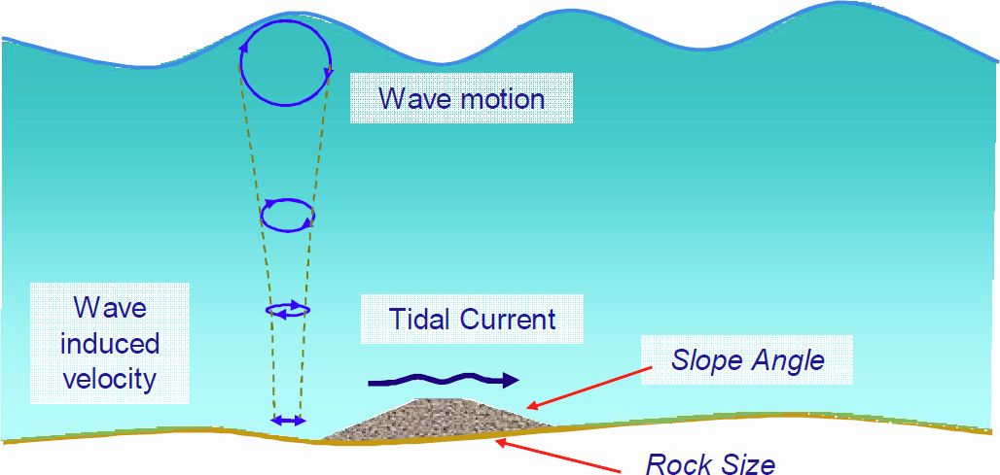 Wave motion
Wave
induced
velocity
Tidal Current
Slope Angle
Rock Size